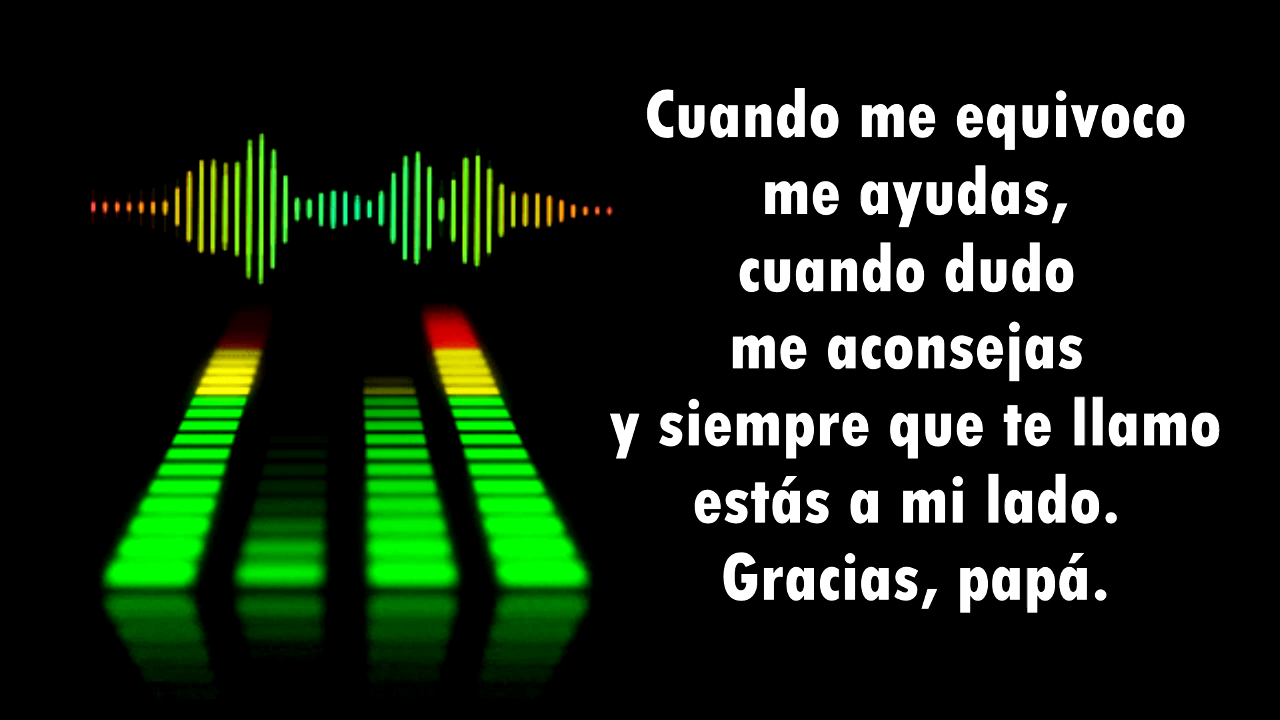 Cuando me equivoco
me ayudas,
cuando dudo
me aconsejas
y siempre que te llamo
estás a mi lado.
Gracias, papá.